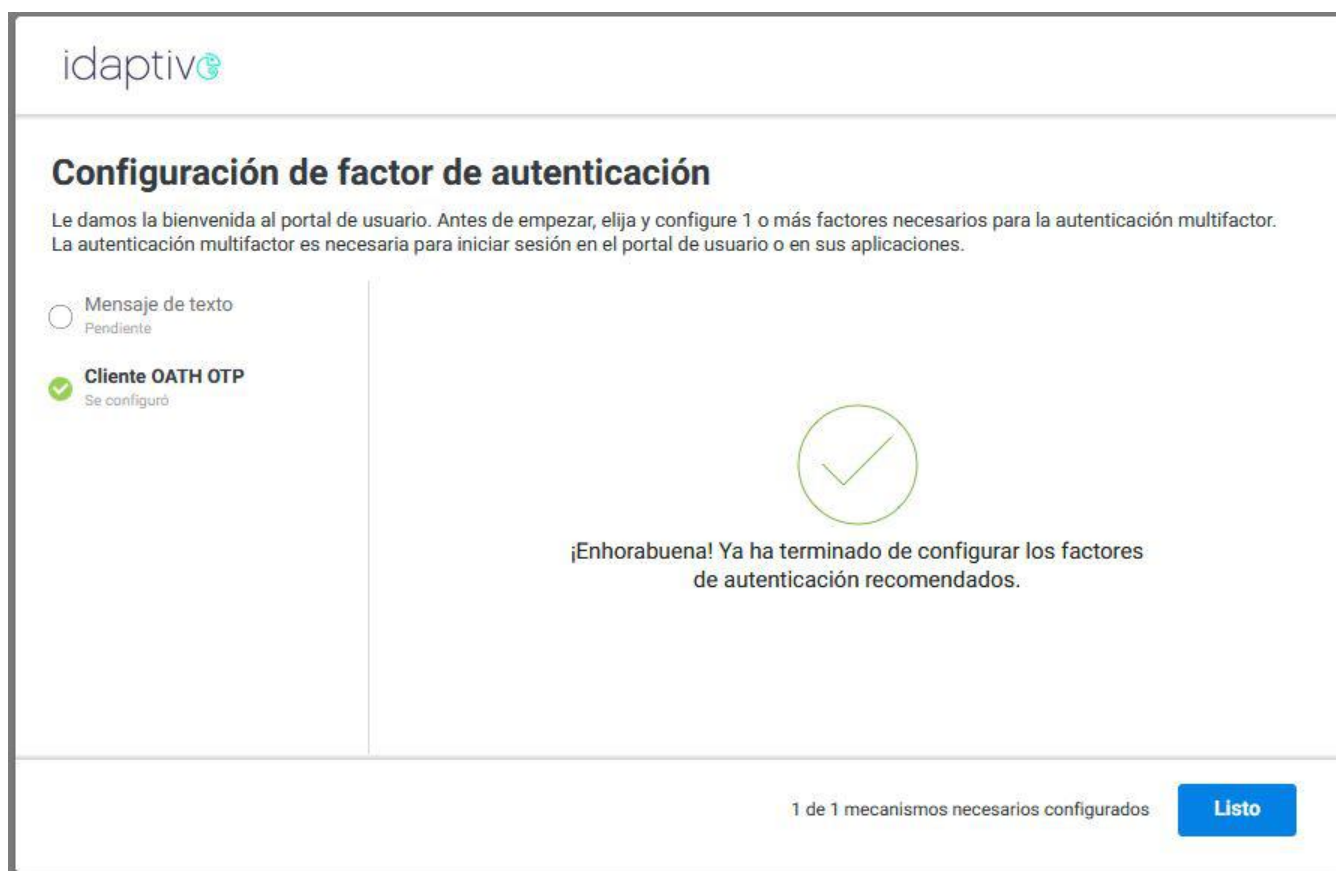 idaptive
Configuración de factor de autenticación
Le damos la bienvenida al portal de usuario. Antes de empezar, elija y configure 1 o más factores necesarios para la autenticación multifactor.
La autenticación multifactor es necesaria para iniciar sesión en el portal de usuario o en sus aplicaciones.
Mensaje de texto
Pendiente
Cliente OATH OTP
Se configuró
¡Enhorabuena! Ya ha terminado de configurar los factores
de autenticación recomendados.
1 de 1 mecanismos necesarios configurados
Listo